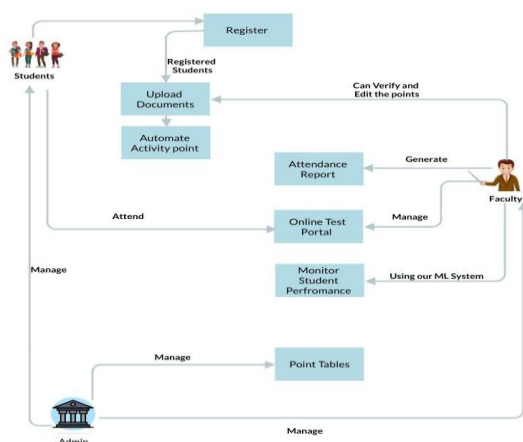 Register
Students
Registered
Students
Can Verify and
Edit the points
Upload
Documents
Automate
Activity point
Attendance
Report
Generate
Faculty
Attend
Online Test
Portal
Manage
Manage
Monitor
Student
Perfromance
Using our ML System
Manage
Point Tables
Admin
Manage